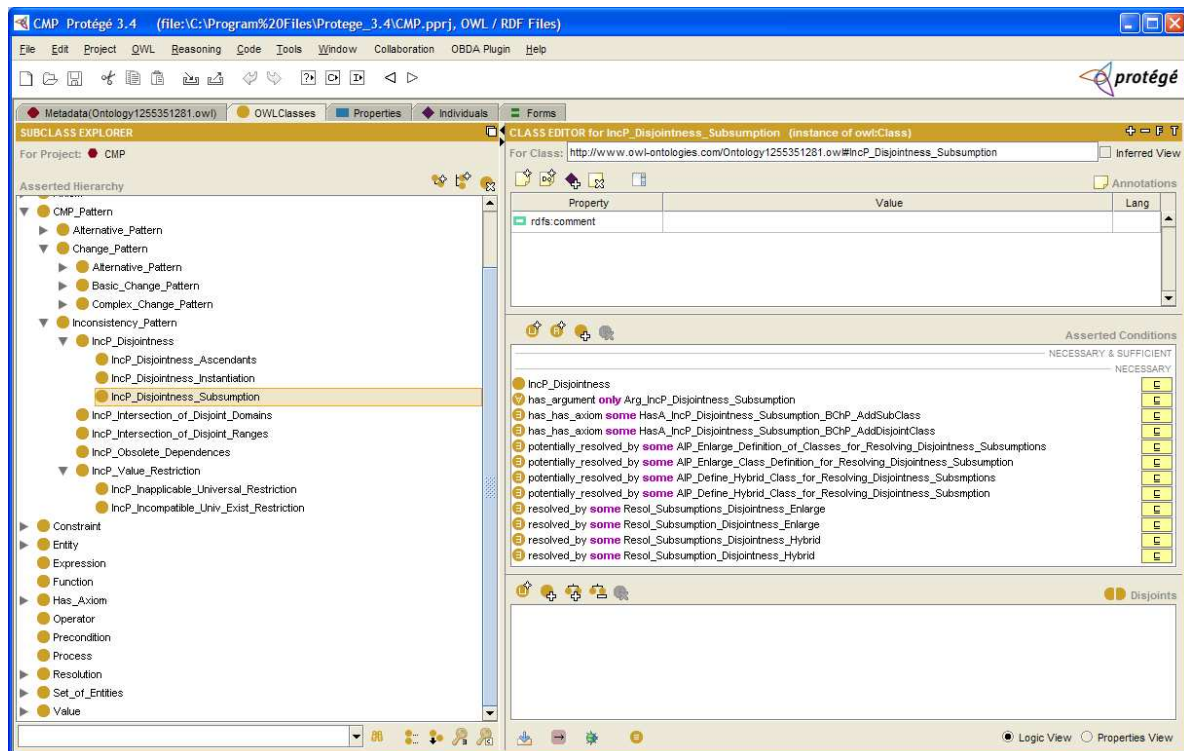 CMP Protégé 3.4 (file:\C:\Program%20Files\Protege_3.4\CMP.pprj, OWL / RDF Files)
File Edit Project OWL Reasoning Code Tools Window Collaboration OBDA Plugin Help
protégé
Metadata(Ontology1255351281.owl) OWLClasses Properties Individuals Forms
SUBCLASS EXPLORER
For Project: CMP
Asserted Hierarchy
CMP_Pattern
Alternative_Pattern
Change_Pattern
Alternative_Pattern
Basic_Change_Pattern
Complex_Change_Pattern
Inconsistency_Pattern
IncP_Disjointness
IncP_Disjointness_Ascendants
IncP_Disjointness_Instantiation
IncP_Disjointness_Subsumption
IncP_Intersection_of_Disjoint_Domains
IncP_Intersection_of_Disjoint_Ranges
IncP_Obsolete_Dependences
IncP_Value_Restriction
IncP_Inapplicable_Universal_Restriction
IncP_Incompatible_Univ_Exist_Restriction
Constraint
Entity
Expression
Function
Has_Axiom
Operator
Precondition
Process
Resolution
Set_of_Entities
Value
CLASS EDITOR for IncP_Disjointness_Subsumption (instance of owl:Class)
For Class: http://www.owl-ontologies.com/Ontology1255351281.owl#IncP_Disjointness_Subsumption Inferred View
Annotations
Property Value Lang
rdfs:comment
Asserted Conditions
NECESSARY & SUFFICIENT
NECESSARY
IncP_Disjointness
has_argument only Arg_IncP_Disjointness_Subsumption
has_has_axiom some HasA_IncP_Disjointness_Subsumption_BChP_AddSubClass
has_has_axiom some HasA_IncP_Disjointness_Subsumption_BChP_AddDisjointClass
potentially_resolved_by some AIP_Enlarge_Definition_of_Classes_for_Resolving_Disjointness_Subsumptions
potentially_resolved_by some AIP_Enlarge_Class_Definition_for_Resolving_Disjointness_Subsumption
potentially_resolved_by some AIP_Define_Hybrid_Class_for_Resolving_Disjointness_Subsmptions
potentially_resolved_by some AIP_Define_Hybrid_Class_for_Resolving_Disjointness_Subsmption
resolved_by some Resol_Subsumptions_Disjointness_Enlarge
resolved_by some Resol_Subsumption_Disjointness_Enlarge
resolved_by some Resol_Subsumptions_Disjointness_Hybrid
resolved_by some Resol_Subsumption_Disjointness_Hybrid
Disjoints
Logic View Properties View